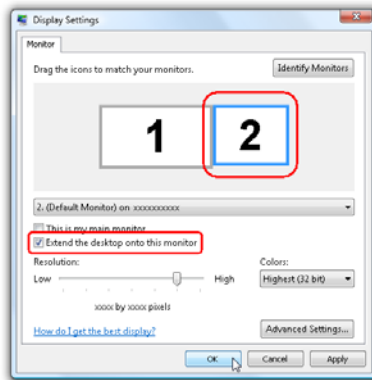 Display Settings
Monitor
Drag the icons to match your monitors.
Identify Monitors
1
2
2. (Default Monitor) on xxxxxxxxxx
This is my main monitor
Extend the desktop onto this monitor
Resolution:
Colors:
Low
High
Highest (32 bit)
xxxx by xxxx pixels
How do I get the best display?
Advanced Settings...
OK
Cancel
Apply